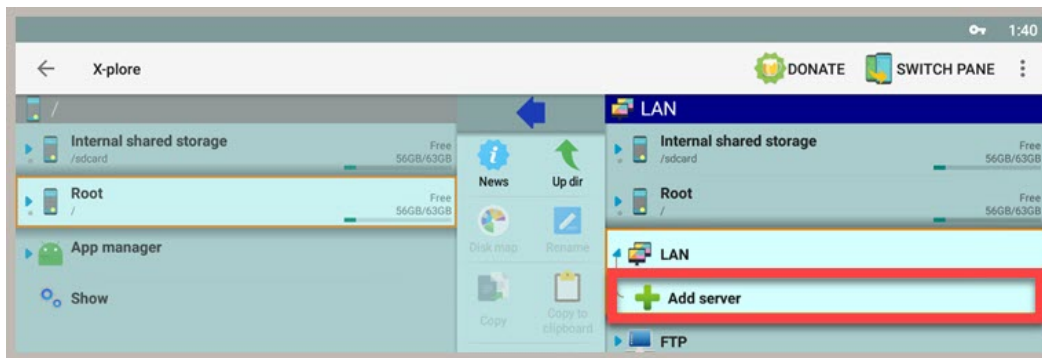 1:40
X-plore
DONATE
SWITCH PANE
/
Internal shared storage
/sdcard
Free
56GB/63GB
Root
/
Free
56GB/63GB
App manager
Show
News
Up dir
Disk map
Rename
Copy
Copy to
clipboard
LAN
Internal shared storage
/sdcard
Free
56GB/63GB
Root
/
Free
56GB/63GB
LAN
Add server
FTP